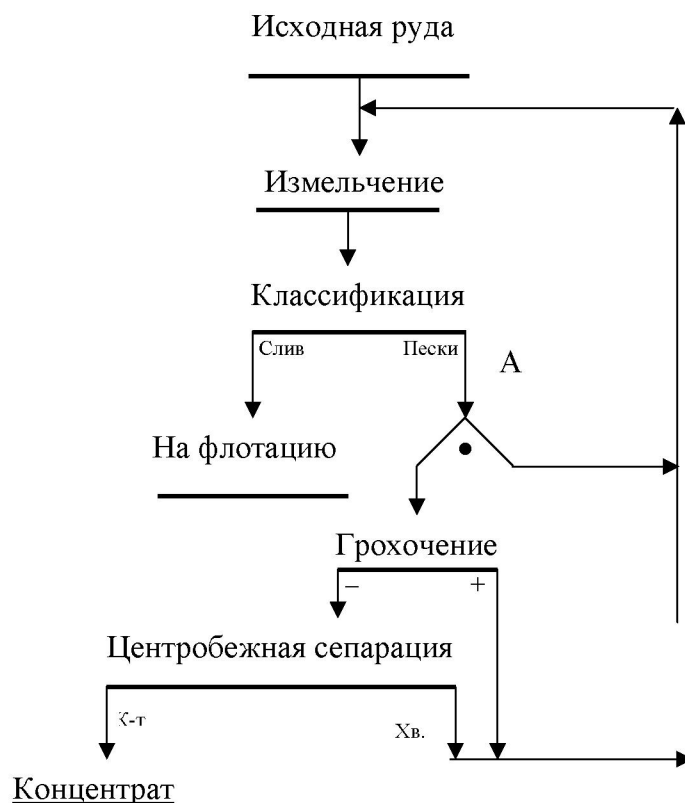 Исходная руда
Измельчение
Классификация
Слив Пески
А
На флотацию
Грохочение
– +
Центробежная сепарация
К-т
Хв.
Концентрат